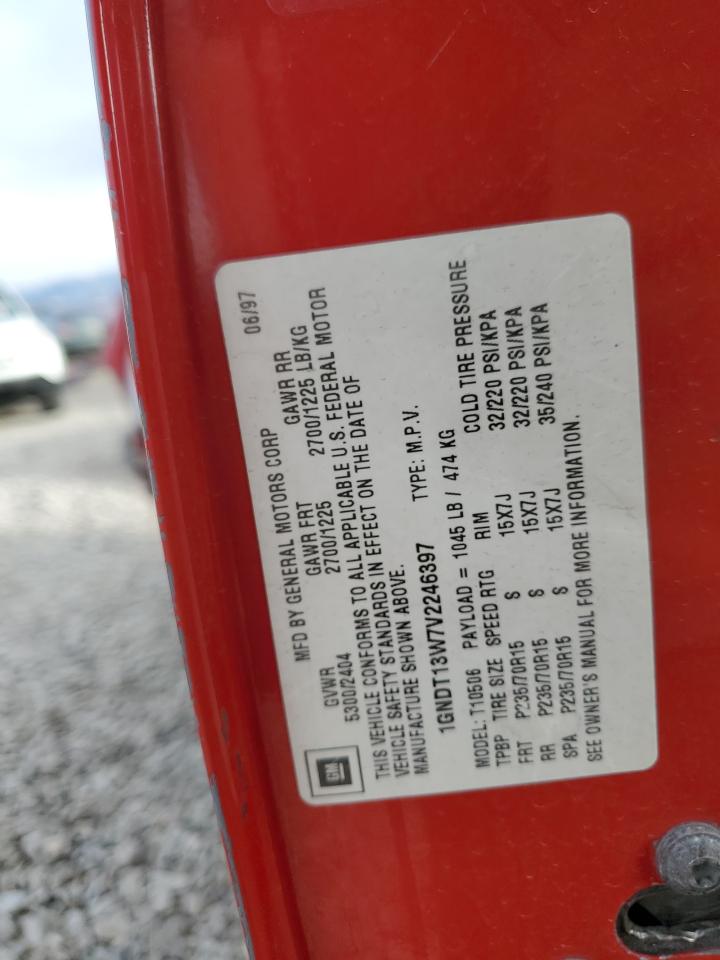 MFD BY GENERAL MOTORS CORP 06/97
GVWR GAWR FRT GAWR RR
5300/2404 2700/1225 2700/1225 LB/KG
THIS VEHICLE CONFORMS TO ALL APPLICABLE U.S. FEDERAL MOTOR
VEHICLE SAFETY STANDARDS IN EFFECT ON THE DATE OF
MANUFACTURE SHOWN ABOVE.
1GNDT13W7V2246397 TYPE: M.P.V.
MODEL: T10506 PAYLOAD = 1045 LB / 474 KG
TPBP TIRE SIZE SPEED RTG RIM COLD TIRE PRESSURE
FRT P235/70R15 S 15X7J 32/220 PSI/KPA
RR P235/70R15 S 15X7J 32/220 PSI/KPA
SPA P235/70R15 S 15X7J 35/240 PSI/KPA
SEE OWNER'S MANUAL FOR MORE INFORMATION.
GM